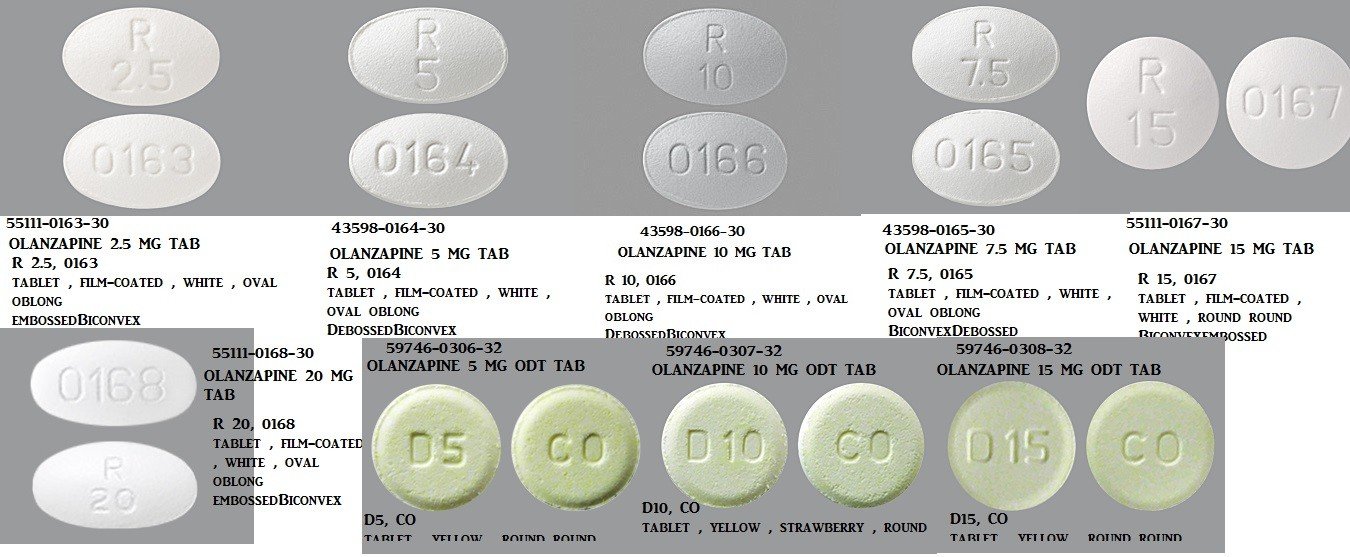 R
2.5
0163
55111-0163-30
OLANZAPINE 2.5 MG TAB
R 2.5, 0163
TABLET , FILM-COATED , WHITE , OVAL
OBLONG
EMBOSSEDBICONVEX
R
5
0164
43598-0164-30
OLANZAPINE 5 MG TAB
R 5, 0164
TABLET , FILM-COATED , WHITE ,
OVAL OBLONG
DEBOSSEDBICONVEX
R
10
0166
43598-0166-30
OLANZAPINE 10 MG TAB
R 10, 0166
TABLET , FILM-COATED , WHITE , OVAL
OBLONG
DEBOSSEDBICONVEX
R
7.5
0165
43598-0165-30
OLANZAPINE 7.5 MG TAB
R 7.5, 0165
TABLET , FILM-COATED , WHITE ,
OVAL OBLONG
BICONVEXDEBOSSED
R
15
0167
55111-0167-30
OLANZAPINE 15 MG TAB
R 15, 0167
TABLET , FILM-COATED ,
WHITE , ROUND ROUND
BICONVEXEMBOSSED
0168
R
20
55111-0168-30
OLANZAPINE 20 MG
TAB
R 20, 0168
TABLET , FILM-COATED
, WHITE , OVAL
OBLONG
EMBOSSEDBICONVEX
59746-0306-32
OLANZAPINE 5 MG ODT TAB
D5
CO
D5, CO
TABLET , YELLOW , ROUND ROUND
59746-0307-32
OLANZAPINE 10 MG ODT TAB
D10
CO
D10, CO
TABLET , YELLOW , STRAWBERRY , ROUND
59746-0308-32
OLANZAPINE 15 MG ODT TAB
D15
CO
D15, CO
TABLET , YELLOW , ROUND ROUND